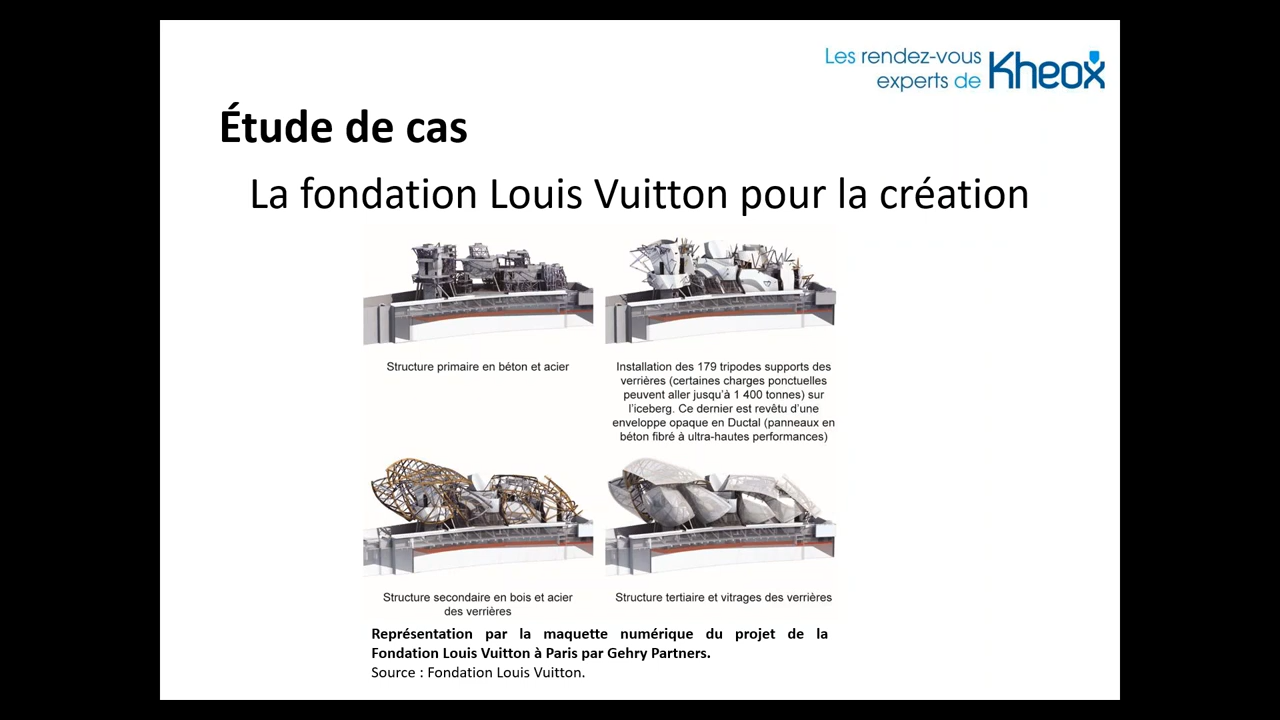 Les rendez-vous
experts de Kheox
Étude de cas
La fondation Louis Vuitton pour la création
Structure primaire en béton et acier
Installation des 179 tripodes supports des
verrières (certaines charges ponctuelles
peuvent aller jusqu'à 1 400 tonnes) sur
l'iceberg. Ce dernier est revêtu d'une
enveloppe opaque en Ductal (panneaux en
béton fibré à ultra-hautes performances)
Structure secondaire en bois et acier
des verrières
Structure tertiaire et vitrages des verrières
Représentation par la maquette numérique du projet de la
Fondation Louis Vuitton à Paris par Gehry Partners.
Source : Fondation Louis Vuitton.